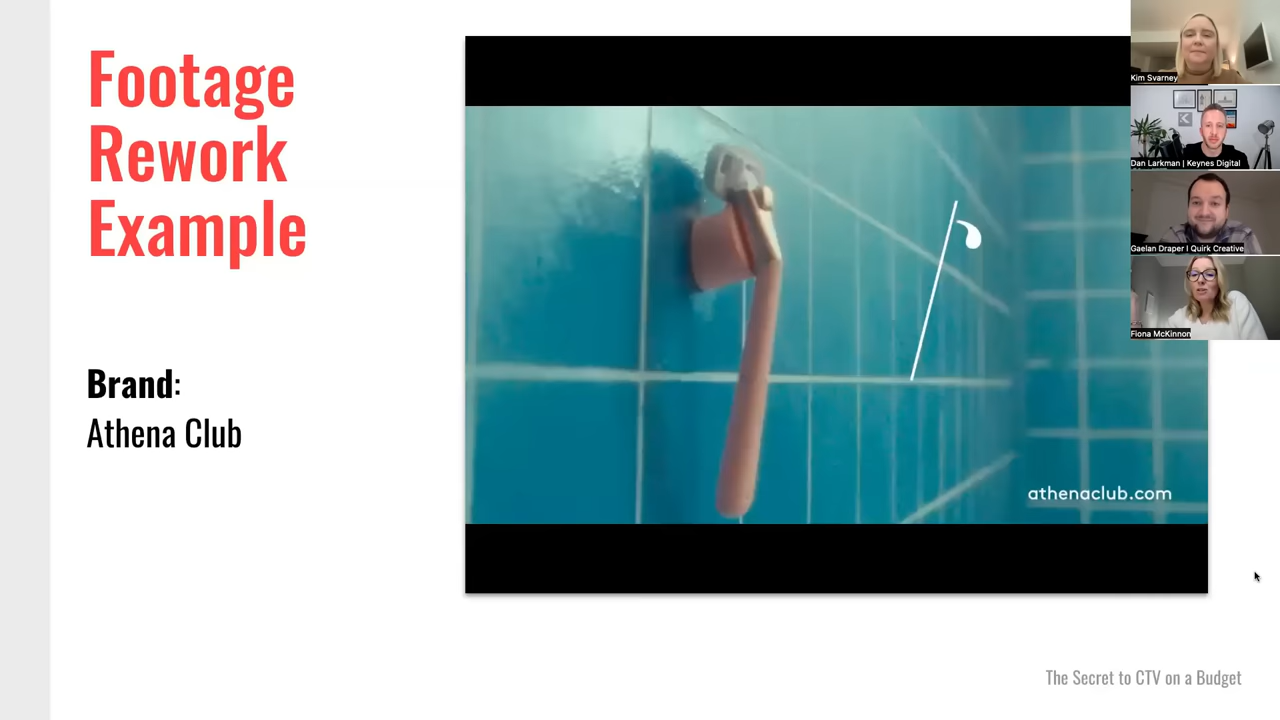 Footage
Rework
Example
Brand:
Athena Club
athenaclub.com
Kim Svarney
Dan Larkman | Keynes Digital
Gaelan Draper I Quirk Creative
Fiona McKinnon
The Secret to CTV on a Budget